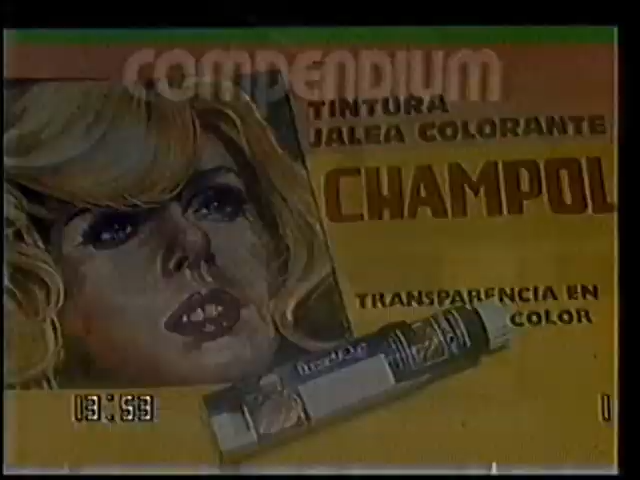 COMPENDIUM
TINTURA
JALEA COLORANTE
CHAMPOL
TRANSPARENCIA EN
COLOR
13:53